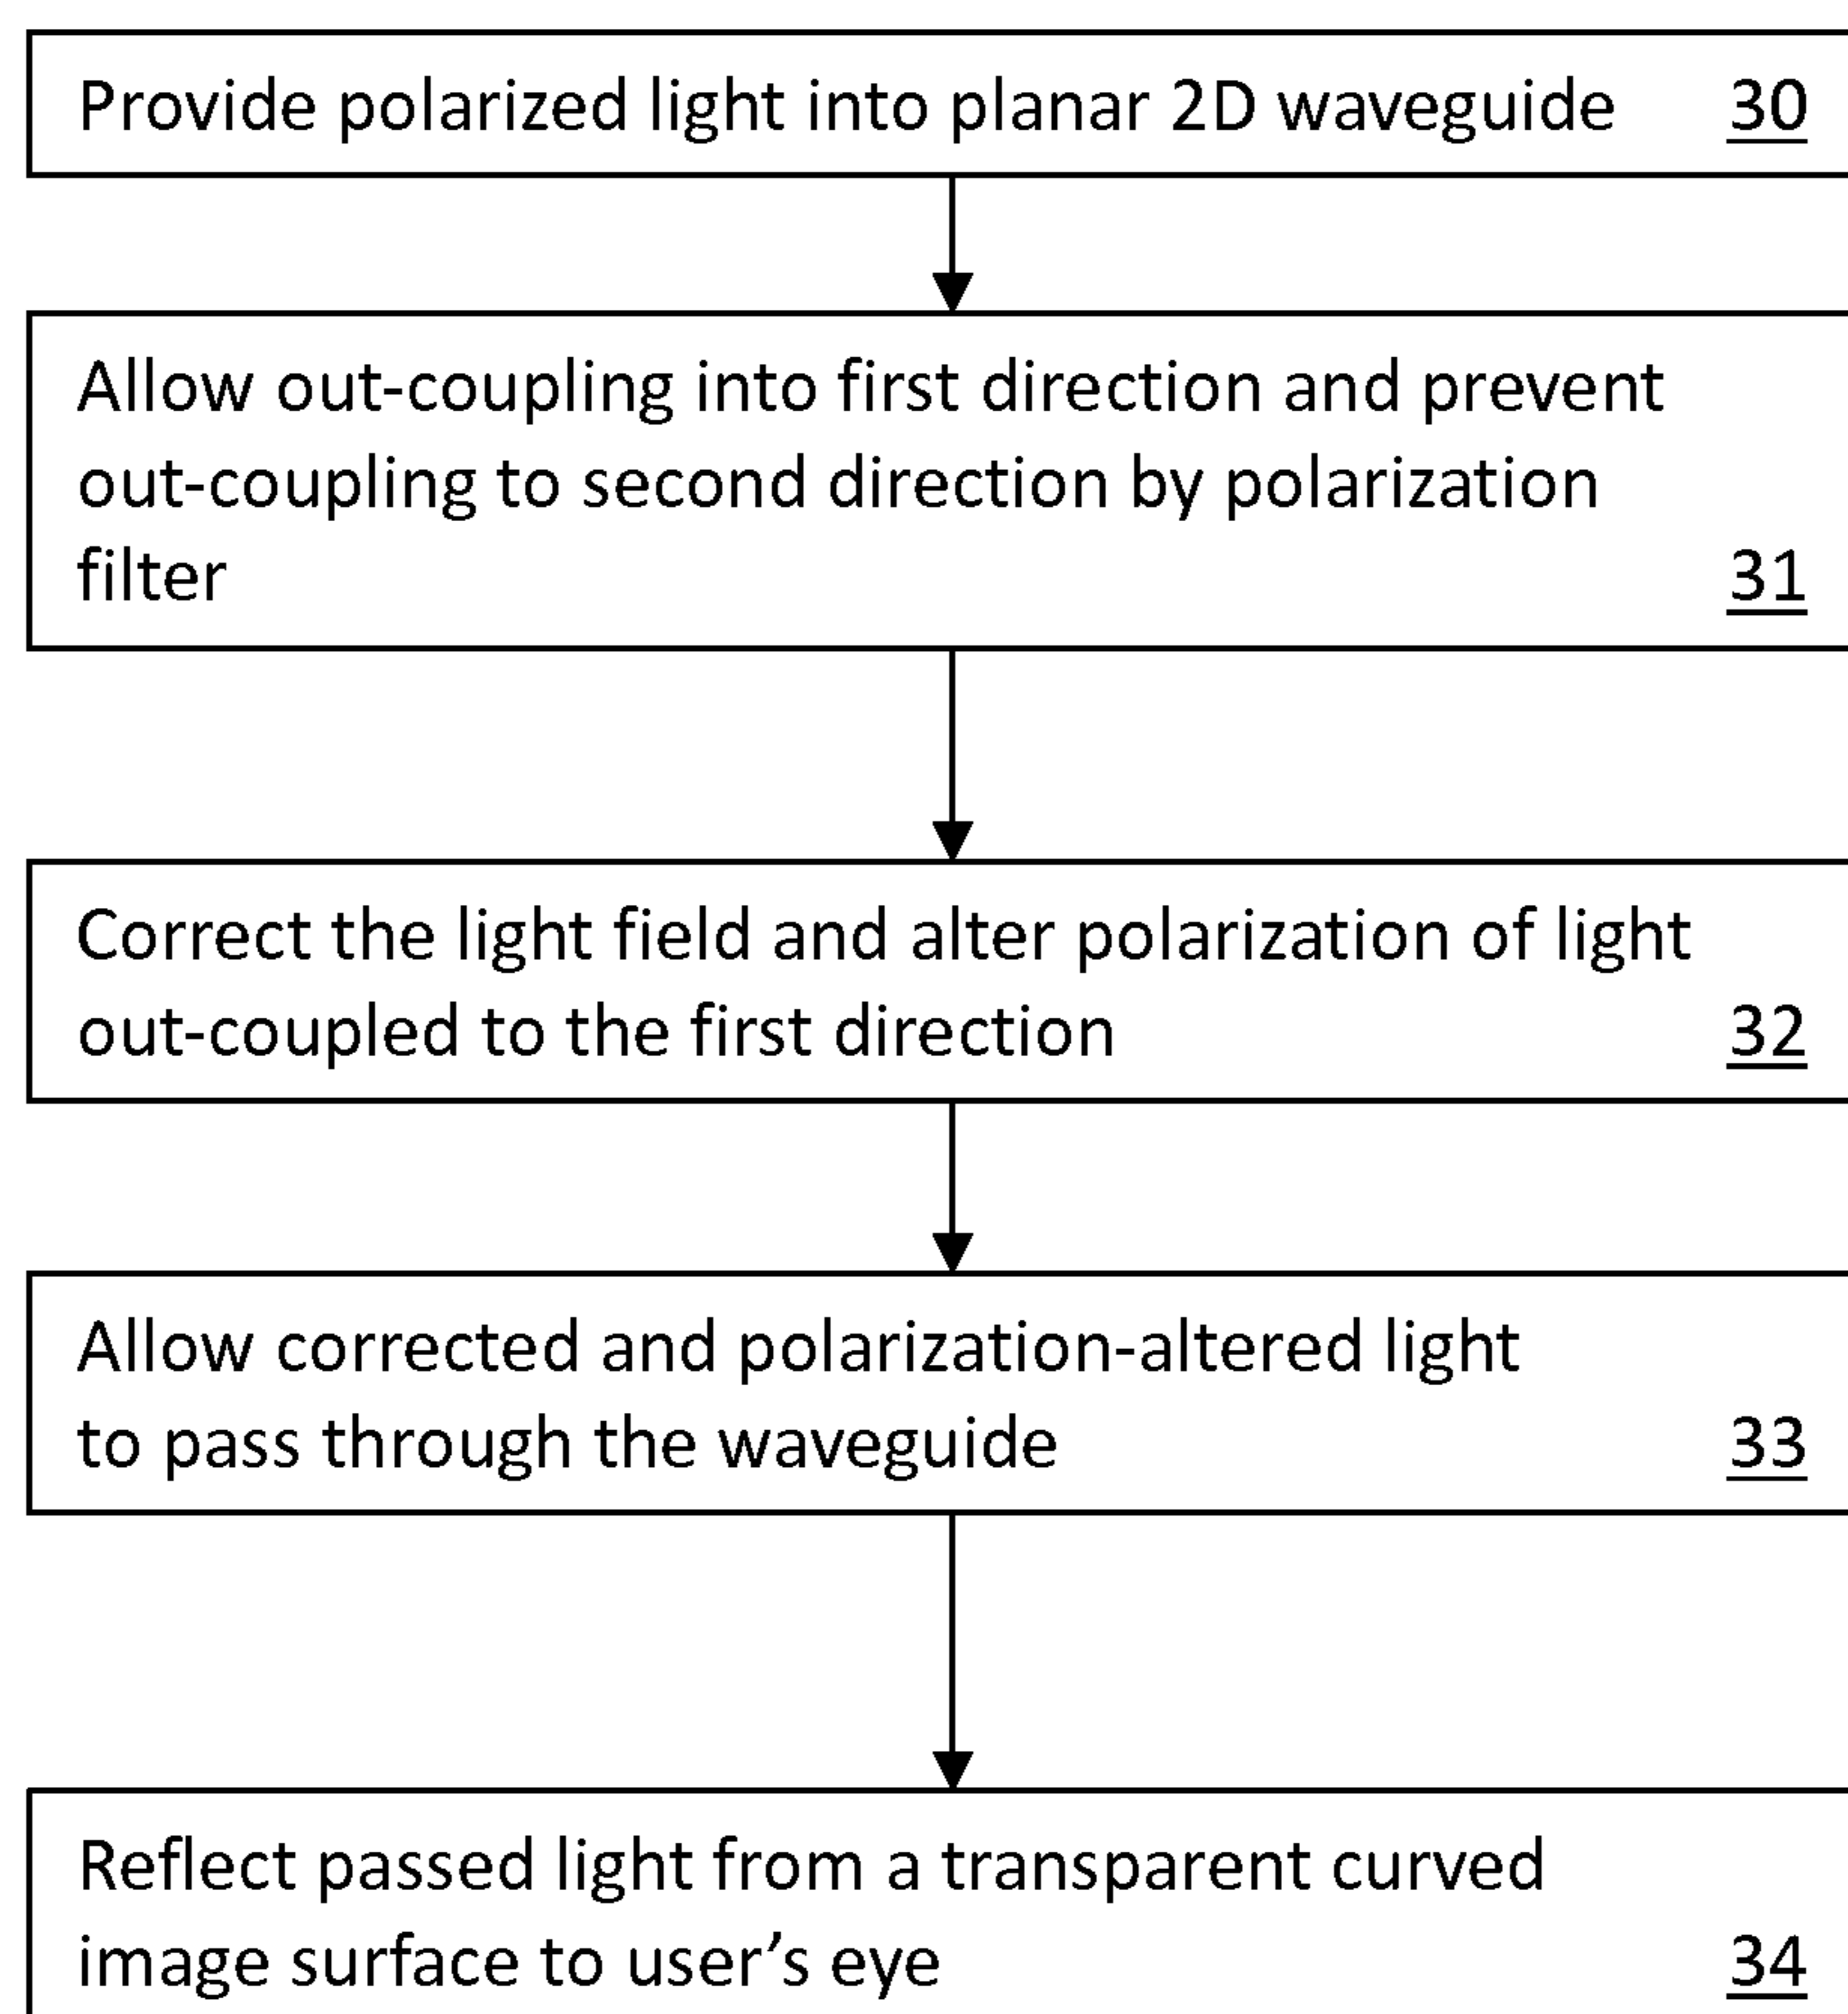 Provide polarized light into planar 2D waveguide 30
Allow out-coupling into first direction and prevent
out-coupling to second direction by polarization
filter 31
Correct the light field and alter polarization of light
out-coupled to the first direction 32
Allow corrected and polarization-altered light
to pass through the waveguide 33
Reflect passed light from a transparent curved
image surface to user’s eye 34